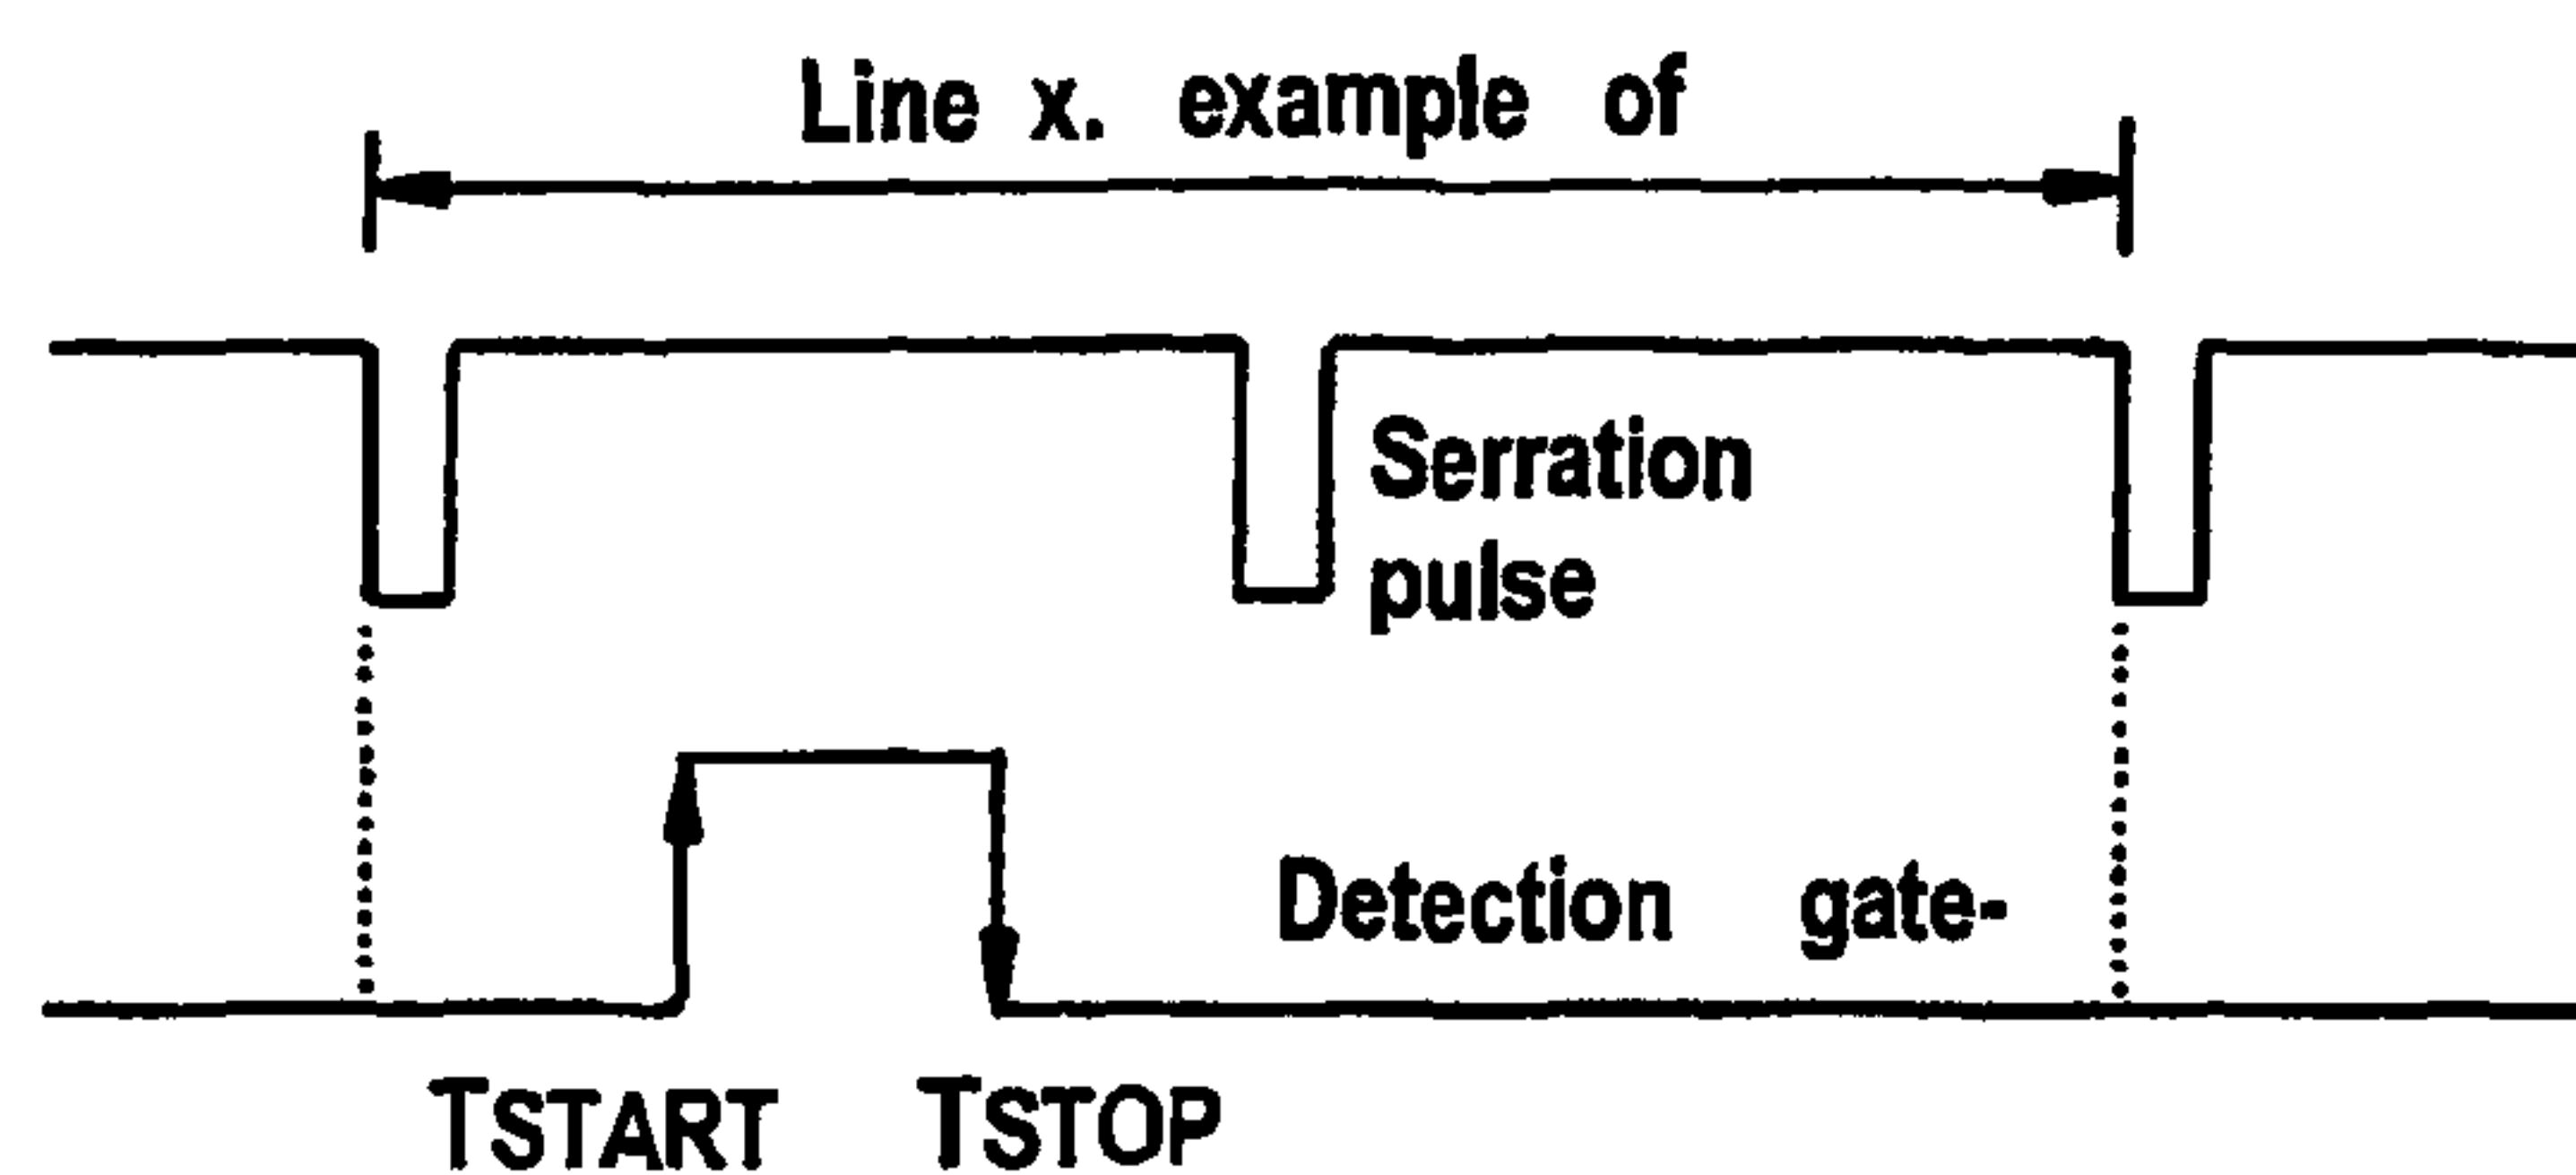 Line x. example of
Serration
pulse
Detection gate-
TSTART TSTOP